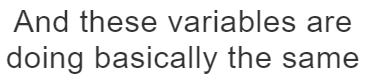 And these variables are
doing basically the same